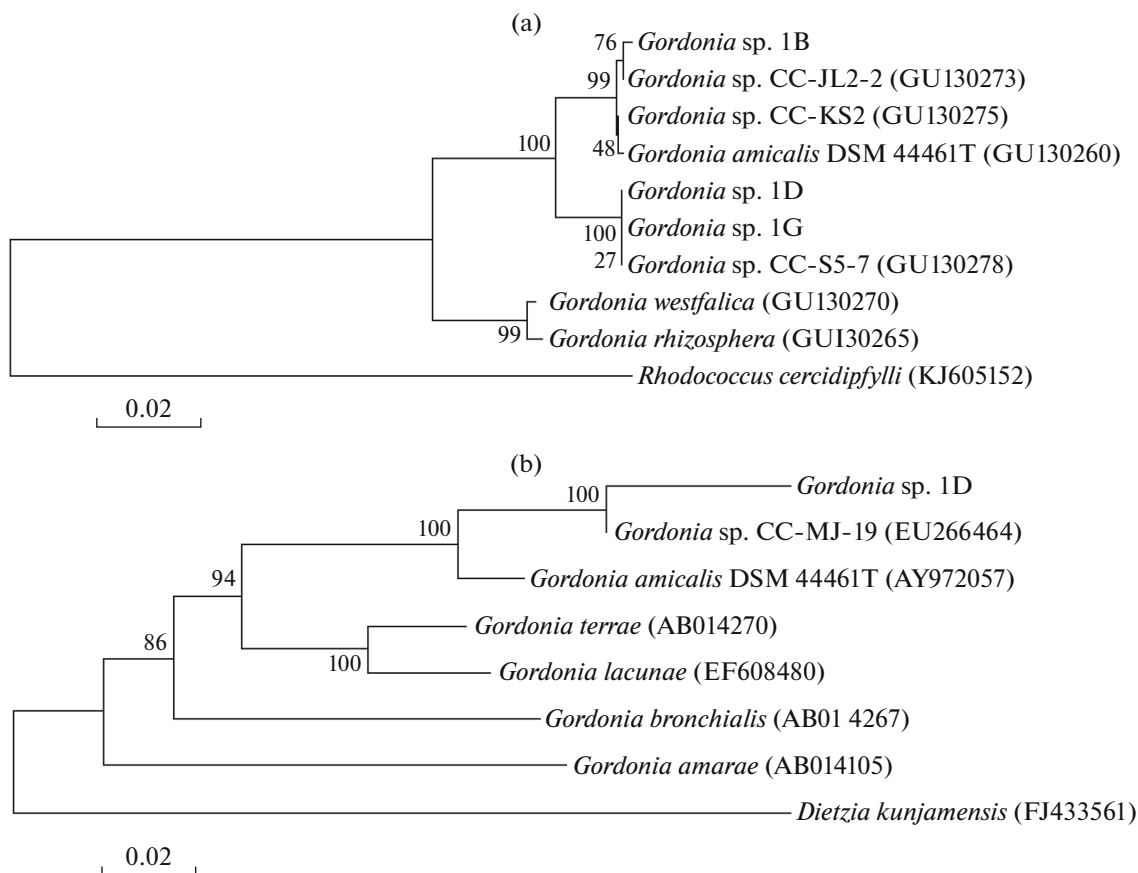 (a)
76
Gordonia sp. 1B
99
Gordonia sp. CC-JL2-2 (GU130273)
Gordonia sp. CC-KS2 (GU130275)
100
48
Gordonia amicalis DSM 44461T (GU130260)
Gordonia sp. 1D
100
Gordonia sp. 1G
27
Gordonia sp. CC-S5-7 (GU130278)
Gordonia westfalica (GU130270)
99
Gordonia rhizosphera (GUI30265)
Rhodococcus cercidipfylli (KJ605152)
0.02
(b)
100
Gordonia sp. 1D
100
Gordonia sp. CC-MJ-19 (EU266464)
94
Gordonia amicalis DSM 44461T (AY972057)
86
Gordonia terrae (AB014270)
100
Gordonia lacunae (EF608480)
Gordonia bronchialis (AB01 4267)
Gordonia amarae (AB014105)
Dietzia kunjamensis (FJ433561)
0.02